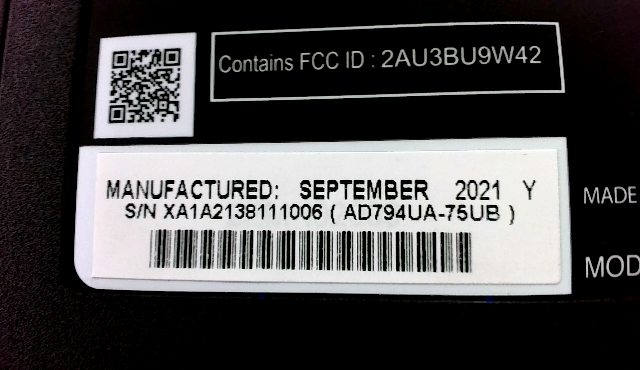 Contains FCC ID : 2AU3BU9W42
MANUFACTURED: SEPTEMBER 2021 Y
S/N XA1A2138111006 ( AD794UA-75UB )
MADE
MOD